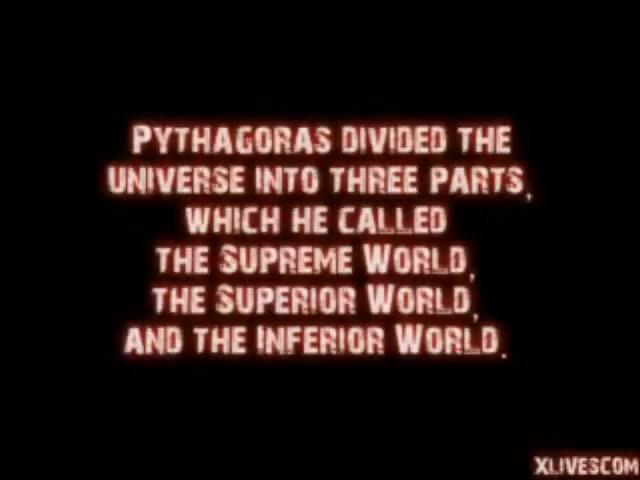 Pythagoras divided the
universe into three parts,
which he called
the Supreme World,
the Superior World,
and the Inferior World.
XLIVESCOM